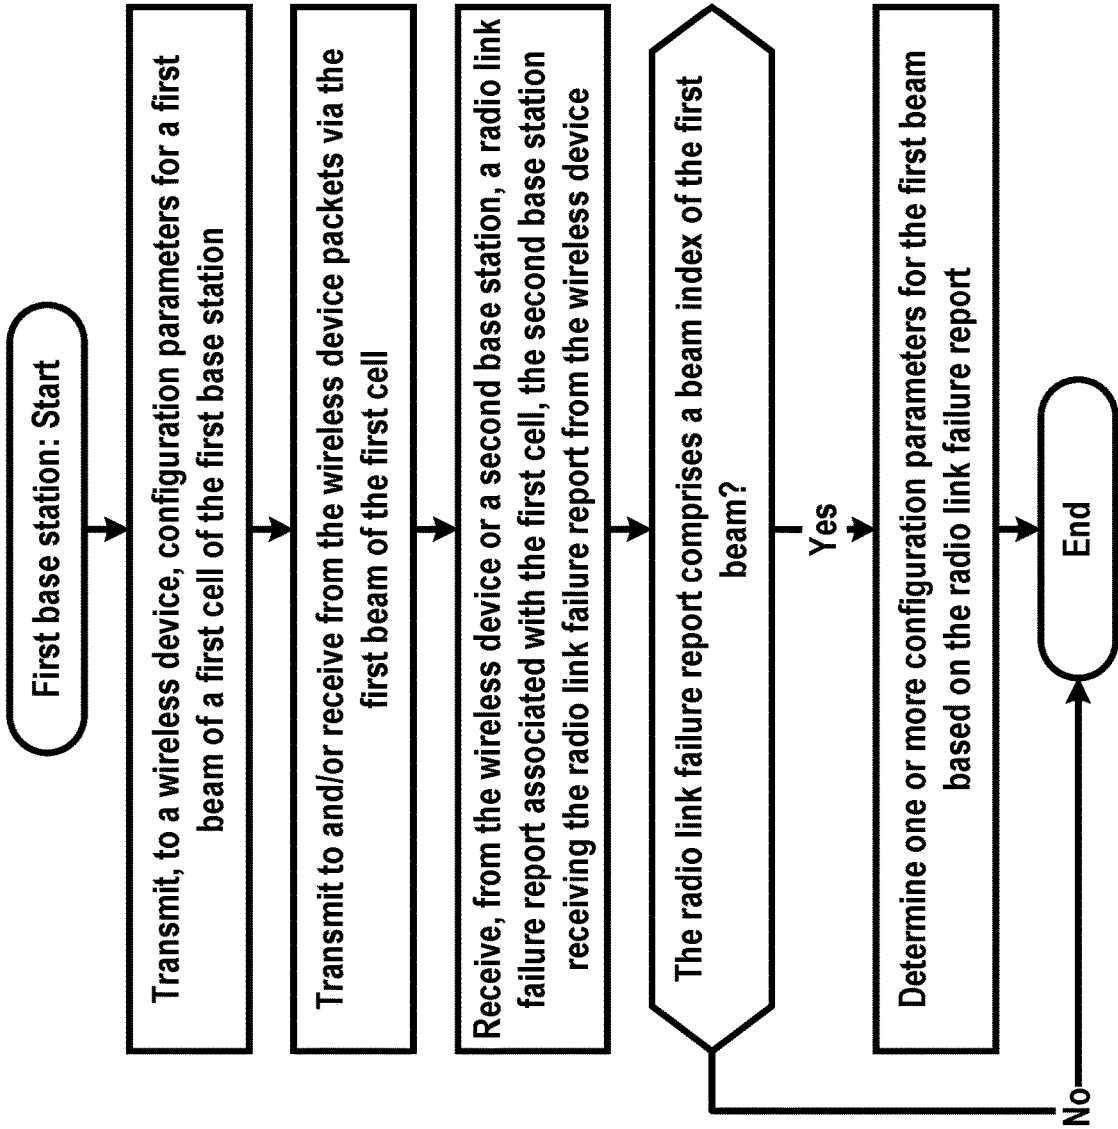 First base station: Start
Transmit, to a wireless device, configuration parameters for a first
beam of a first cell of the first base station
Transmit to and/or receive from the wireless device packets via the
first beam of the first cell
Receive, from the wireless device or a second base station, a radio link
failure report associated with the first cell, the second base station
receiving the radio link failure report from the wireless device
The radio link failure report comprises a beam index of the first
beam?
Yes
Determine one or more configuration parameters for the first beam
based on the radio link failure report
No
End